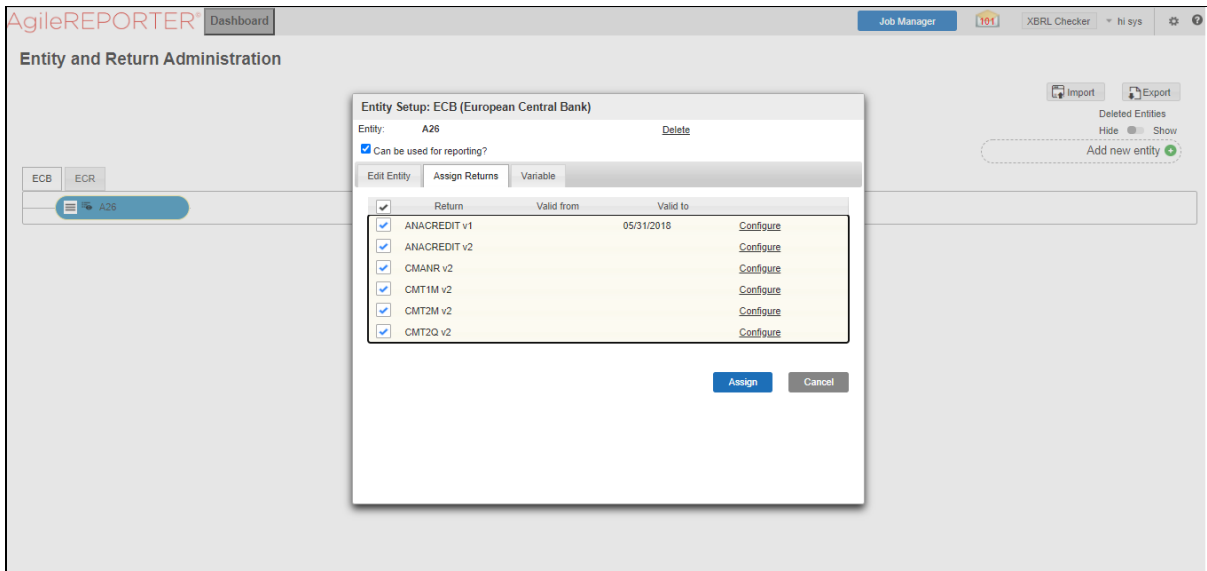 AgileREPORTER® Dashboard Job Manager 101 XBRL Checker hi sys
Entity and Return Administration
Import Export
Deleted Entities
Hide Show
Add new entity
ECB ECR
A26
Entity Setup: ECB (European Central Bank)
Entity: A26 Delete
Can be used for reporting?
Edit Entity Assign Returns Variable
Return Valid from Valid to
ANACREDIT v1 05/31/2018 Configure
ANACREDIT v2 Configure
CMANR v2 Configure
CMT1M v2 Configure
CMT2M v2 Configure
CMT2Q v2 Configure
Assign Cancel